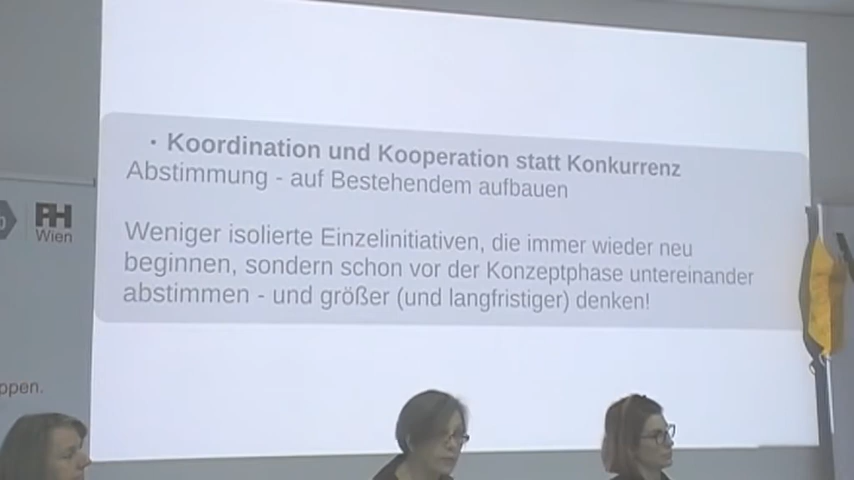 · Koordination und Kooperation statt Konkurrenz
Abstimmung - auf Bestehendem aufbauen
Weniger isolierte Einzelinitiativen, die immer wieder neu
beginnen, sondern schon vor der Konzeptphase untereinander
abstimmen - und größer (und langfristiger) denken!
PH
Wien